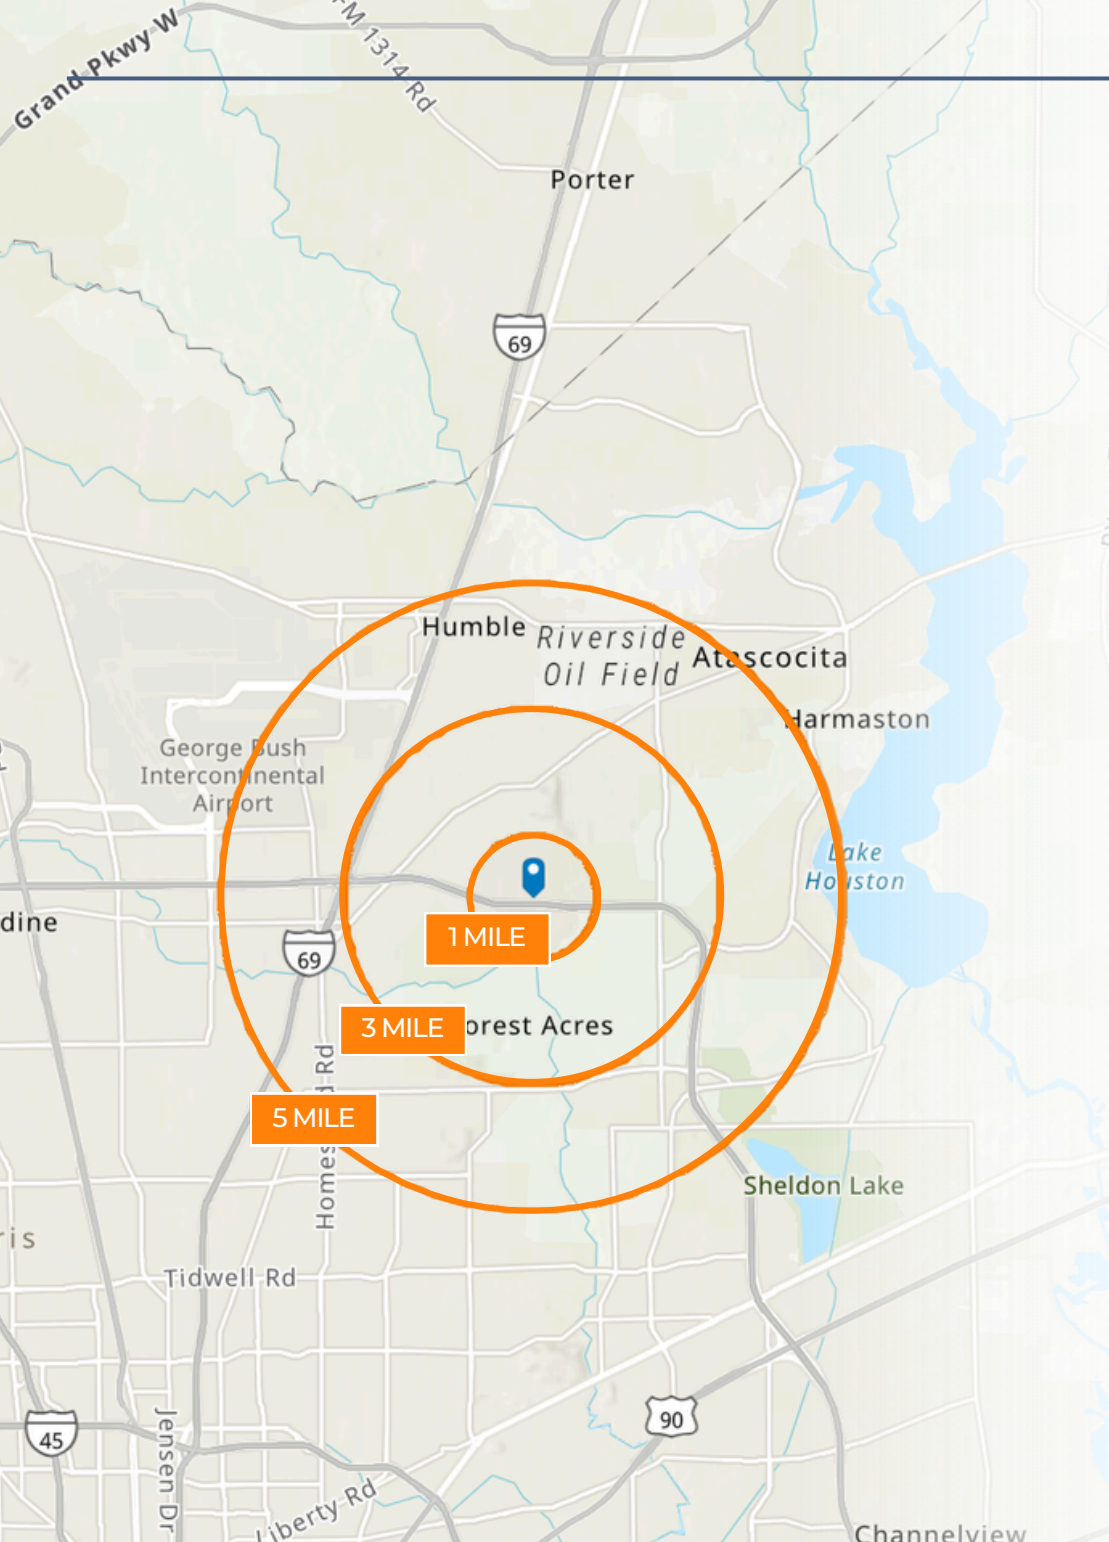 Grand Pkwy W
FM 1314 Rd
Porter
69
Humble
Riverside
Oil Field
Atascocita
Harmaston
George Bush
Intercontinental
Airport
Lake
Houston
dine
1 MILE
69
3 MILE
orest Acres
5 MILE
Homes
Rd
Sheldon Lake
ris
Tidwell Rd
90
45
Jensen Dr
Liberty Rd
Channelview